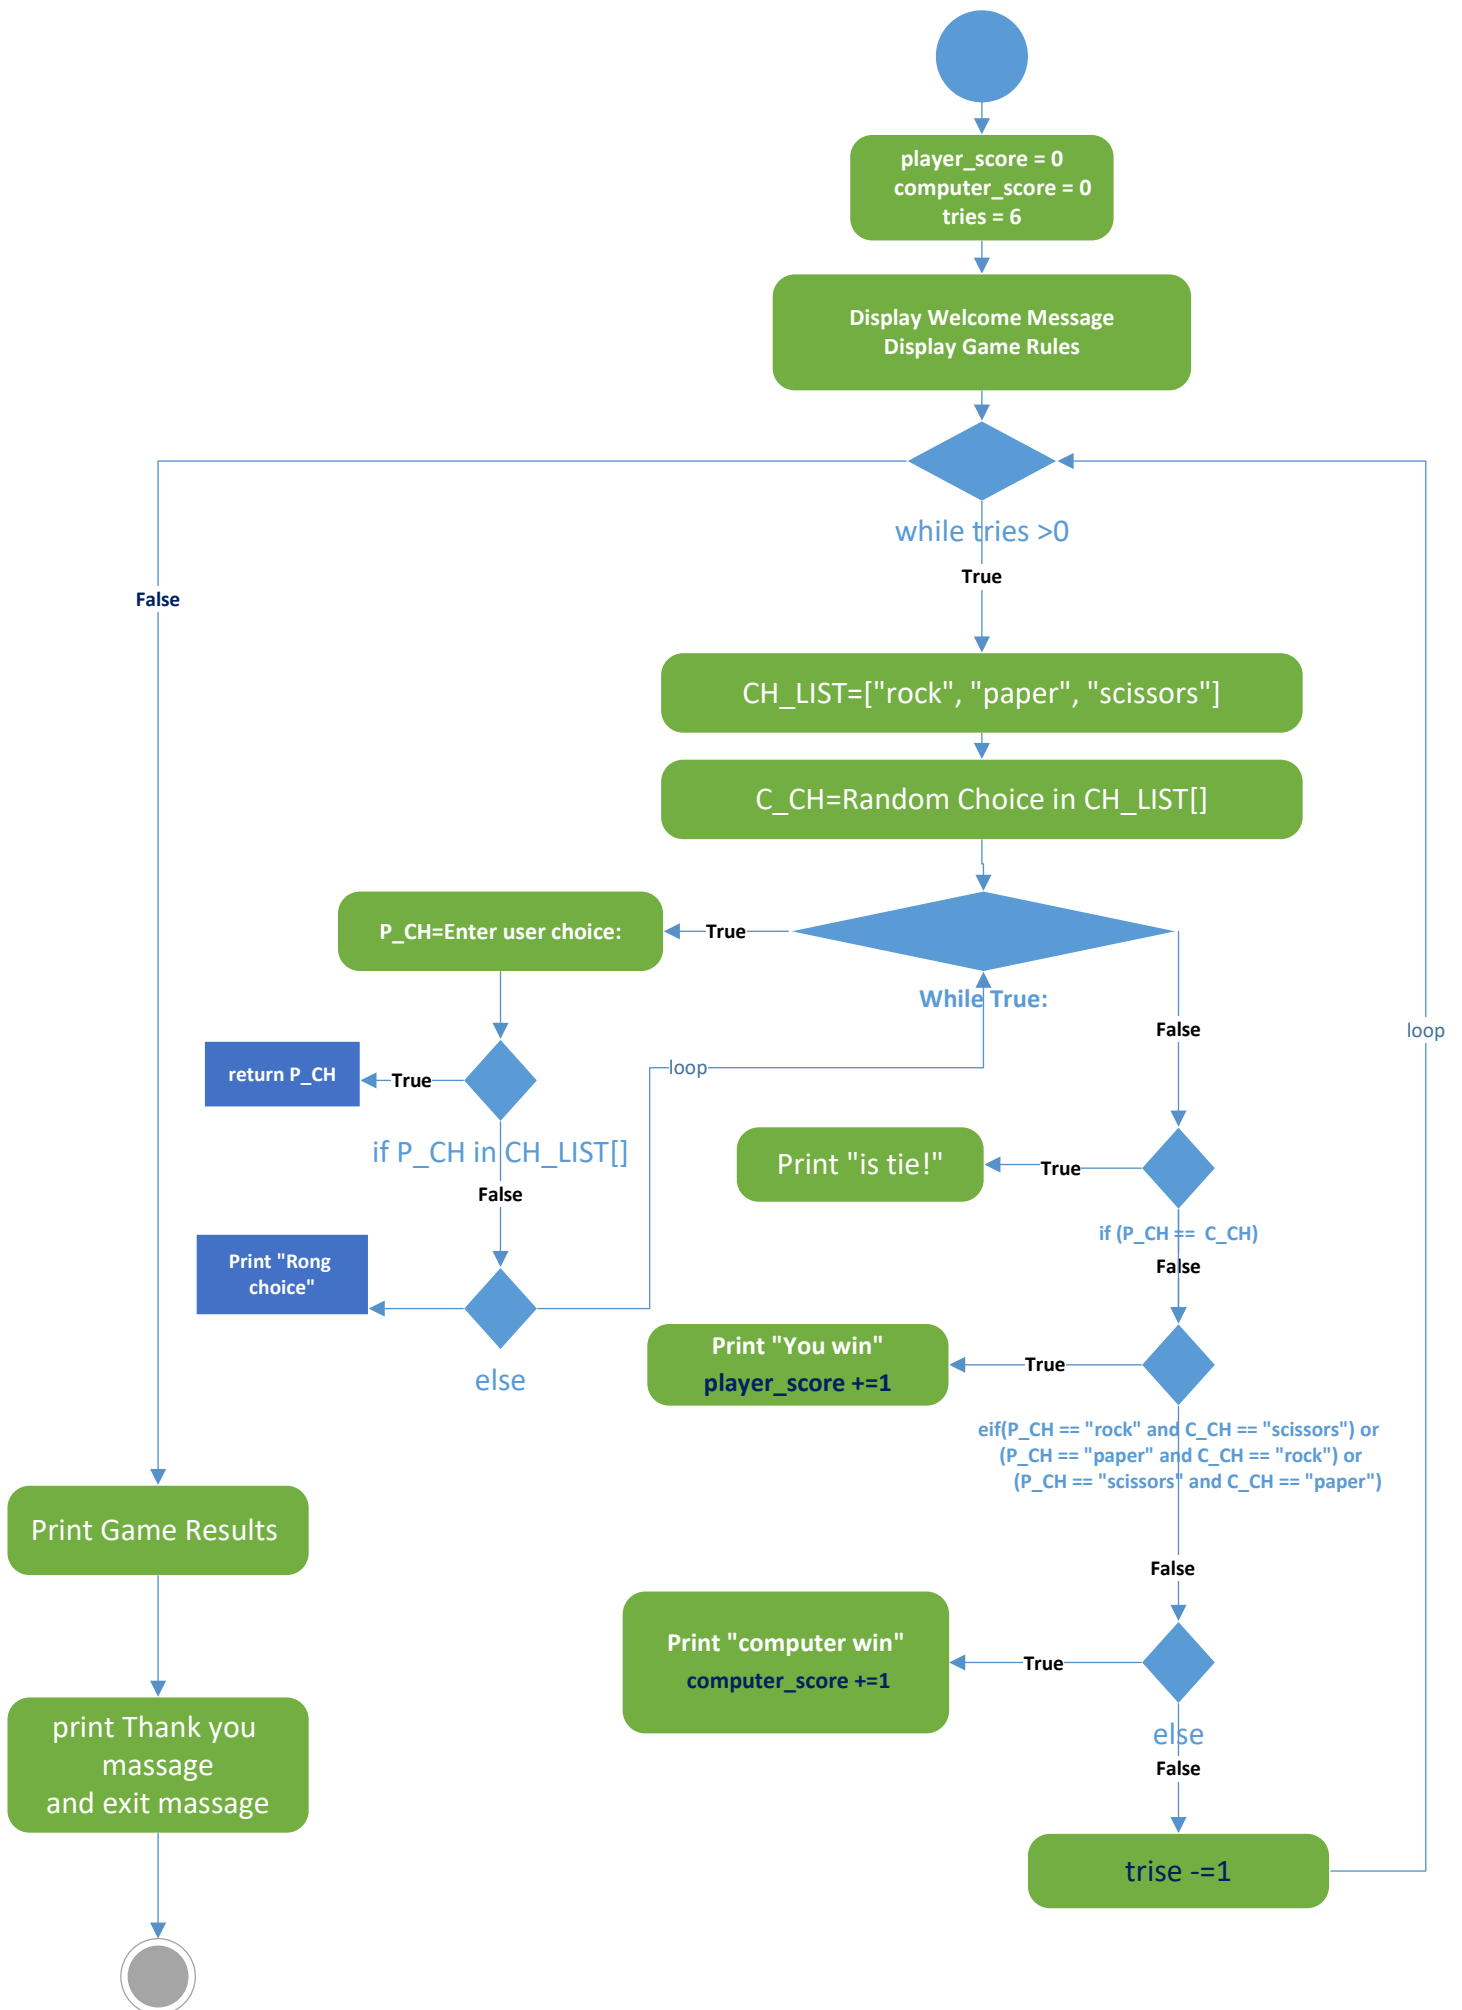 player_score = 0
computer_score = 0
tries = 6
Display Welcome Message
Display Game Rules
while tries >0
True
False
CH_LIST=["rock", "paper", "scissors"]
C_CH=Random Choice in CH_LIST[]
P_CH=Enter user choice:
True
While True:
False
loop
return P_CH
True
loop
if P_CH in CH_LIST[]
False
Print "is tie!"
True
if (P_CH == C_CH)
False
Print "Rong
choice"
else
Print "You win"
player_score +=1
True
eif(P_CH == "rock" and C_CH == "scissors") or
(P_CH == "paper" and C_CH == "rock") or
(P_CH == "scissors" and C_CH == "paper")
False
Print Game Results
Print "computer win"
computer_score +=1
True
else
False
print Thank you
massage
and exit massage
trise -=1